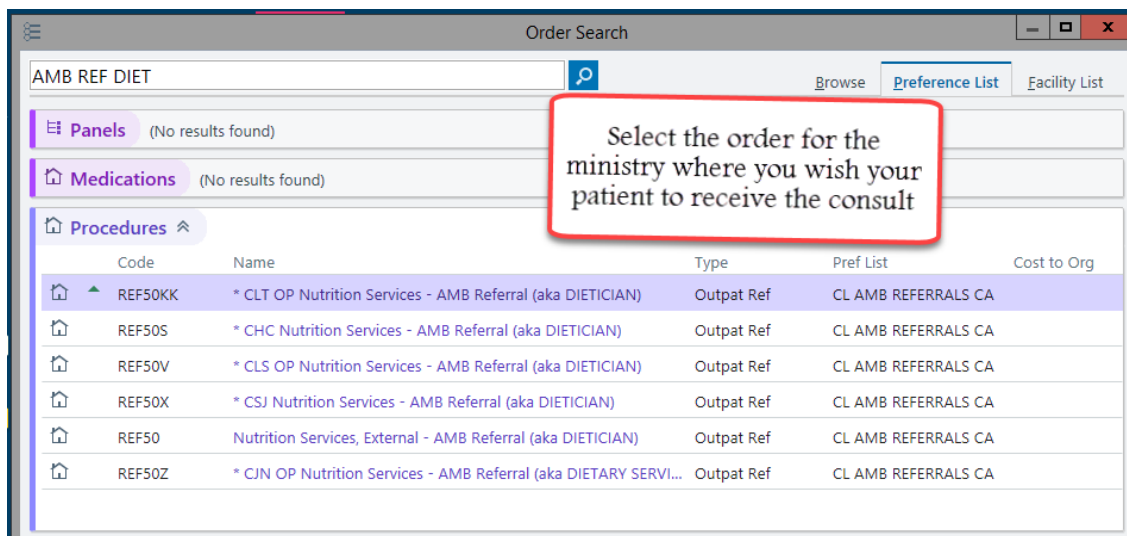 Order Search
AMB REF DIET
Browse Preference List Facility List
Panels (No results found)
Medications (No results found)
Select the order for the
ministry where you wish your
patient to receive the consult
Procedures
Code Name Type Pref List Cost to Org
REF50KK * CLT OP Nutrition Services - AMB Referral (aka DIETICIAN) Outpat Ref CL AMB REFERRALS CA
REF50S * CHC Nutrition Services - AMB Referral (aka DIETICIAN) Outpat Ref CL AMB REFERRALS CA
REF50V * CLS OP Nutrition Services - AMB Referral (aka DIETICIAN) Outpat Ref CL AMB REFERRALS CA
REF50X * CSJ Nutrition Services - AMB Referral (aka DIETICIAN) Outpat Ref CL AMB REFERRALS CA
REF50 Nutrition Services, External - AMB Referral (aka DIETICIAN) Outpat Ref CL AMB REFERRALS CA
REF50Z * CJN OP Nutrition Services - AMB Referral (aka DIETARY SERVI... Outpat Ref CL AMB REFERRALS CA